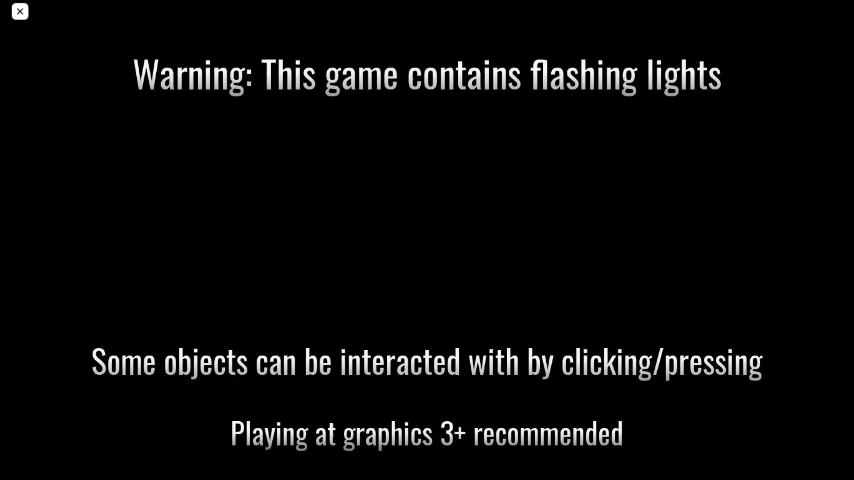 Warning: This game contains flashing lights
Some objects can be interacted with by clicking/pressing
Playing at graphics 3+ recommended